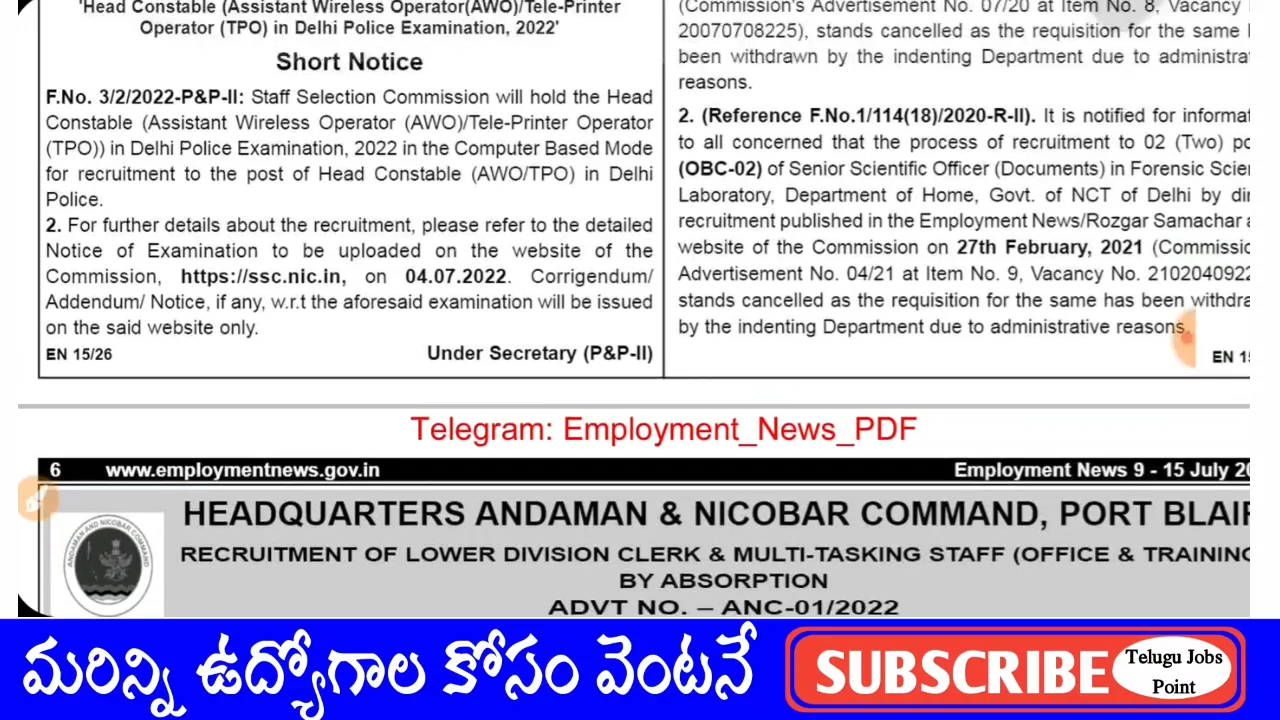 'Head Constable (Assistant Wireless Operator(AWO)/Tele-Printer
Operator (TPO) in Delhi Police Examination, 2022'
Short Notice
F.No. 3/2/2022-P&P-II: Staff Selection Commission will hold the Head
Constable (Assistant Wireless Operator (AWO)/Tele-Printer Operator
(TPO)) in Delhi Police Examination, 2022 in the Computer Based Mode
for recruitment to the post of Head Constable (AWO/TPO) in Delhi
Police.
2. For further details about the recruitment, please refer to the detailed
Notice of Examination to be uploaded on the website of the
Commission, https://ssc.nic.in, on 04.07.2022. Corrigendum/
Addendum/ Notice, if any, w.r.t the aforesaid examination will be issued
on the said website only.
EN 15/26 Under Secretary (P&P-II)
(Commission's Advertisement No. 07/20 at Item No. 8, Vacancy
20070708225), stands cancelled as the requisition for the same
been withdrawn by the indenting Department due to administra
reasons.
2. (Reference F.No.1/114(18)/2020-R-II). It is notified for informat
to all concerned that the process of recruitment to 02 (Two) po
(OBC-02) of Senior Scientific Officer (Documents) in Forensic Scie
Laboratory, Department of Home, Govt. of NCT of Delhi by di
recruitment published in the Employment News/Rozgar Samachar a
website of the Commission on 27th February, 2021 (Commissio
Advertisement No. 04/21 at Item No. 9, Vacancy No. 2102040922
stands cancelled as the requisition for the same has been withdra
by the indenting Department due to administrative reasons.
EN 15
Telegram: Employment_News_PDF
6 www.employmentnews.gov.in Employment News 9 - 15 July 20
ANDAMAN AND NICOBAR COMMAND
HEADQUARTERS ANDAMAN & NICOBAR COMMAND, PORT BLAIR
RECRUITMENT OF LOWER DIVISION CLERK & MULTI-TASKING STAFF (OFFICE & TRAINING
BY ABSORPTION
ADVT NO. – ANC-01/2022
మరిన్ని ఉద్యోగాల కోసం వెంటనే
SUBSCRIBE
Telugu Jobs
Point